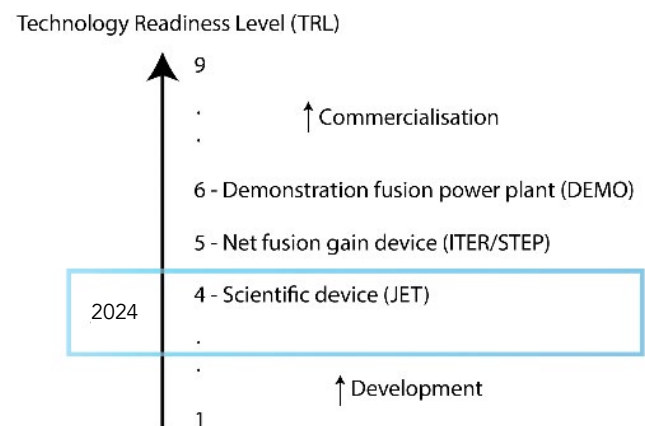 Technology Readiness Level (TRL)
9
.
↑ Commercialisation
.
6 - Demonstration fusion power plant (DEMO)
5 - Net fusion gain device (ITER/STEP)
4 - Scientific device (JET)
2024
.
.
↑ Development
1